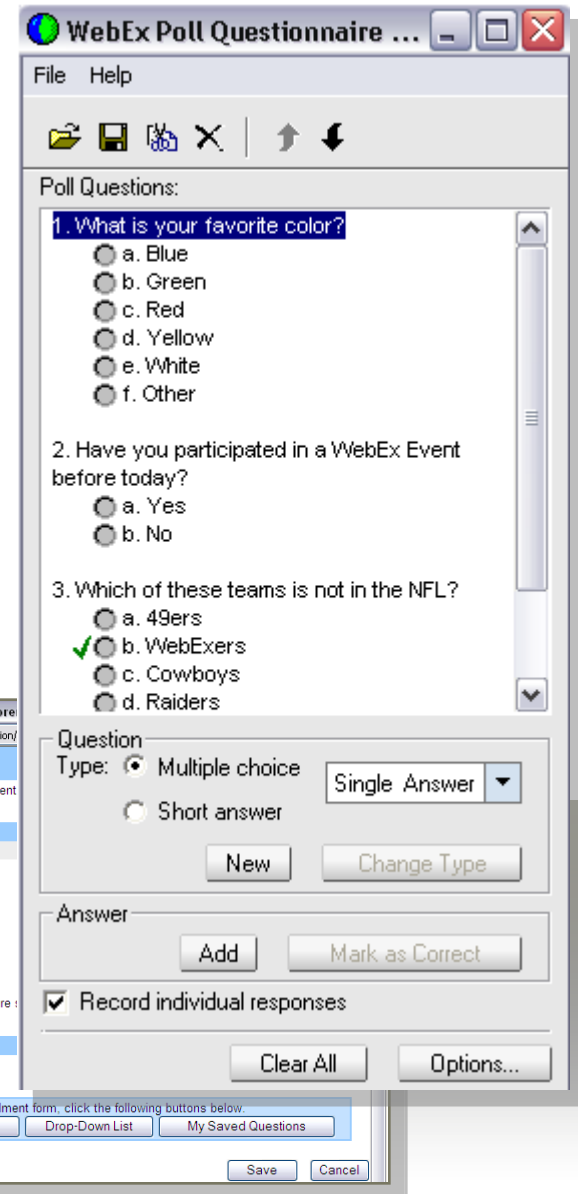 WebEx Poll Questionnaire ...
File Help
Poll Questions:
1. What is your favorite color?
a. Blue
b. Green
c. Red
d. Yellow
e. White
f. Other
2. Have you participated in a WebEx Event
before today?
a. Yes
b. No
3. Which of these teams is not in the NFL?
a. 49ers
b. WebExers
c. Cowboys
d. Raiders
Question
Type: Multiple choice
Single Answer
Short answer
New
Change Type
Answer
Add
Mark as Correct
Record individual responses
Clear All
Options...
form, click the following buttons below.
Drop-Down List
My Saved Questions
Save
Cancel